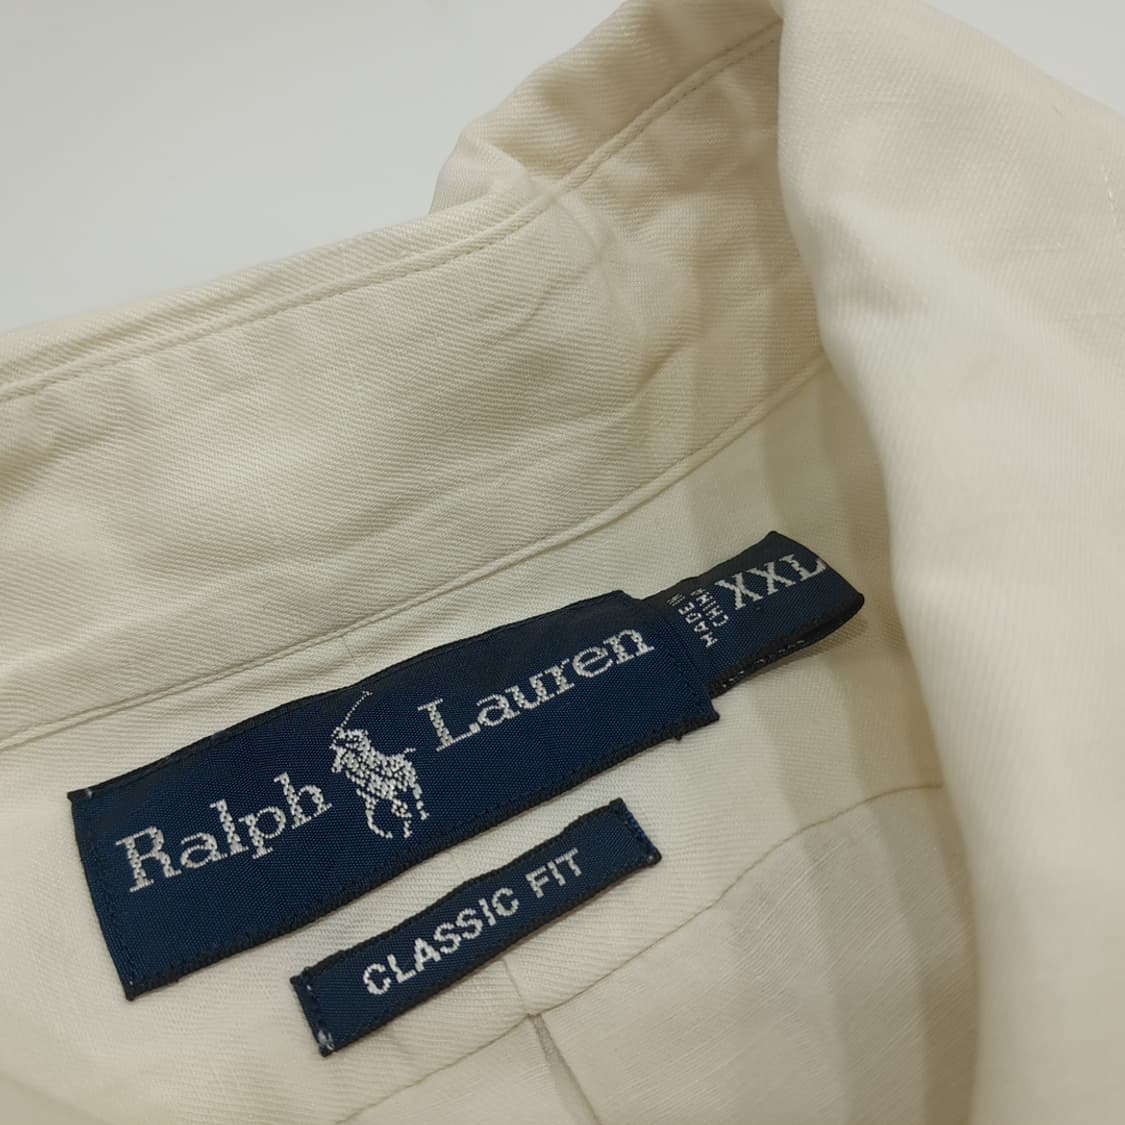 Ralph Lauren
MADE IN
CHINA
XXL
CLASSIC FIT